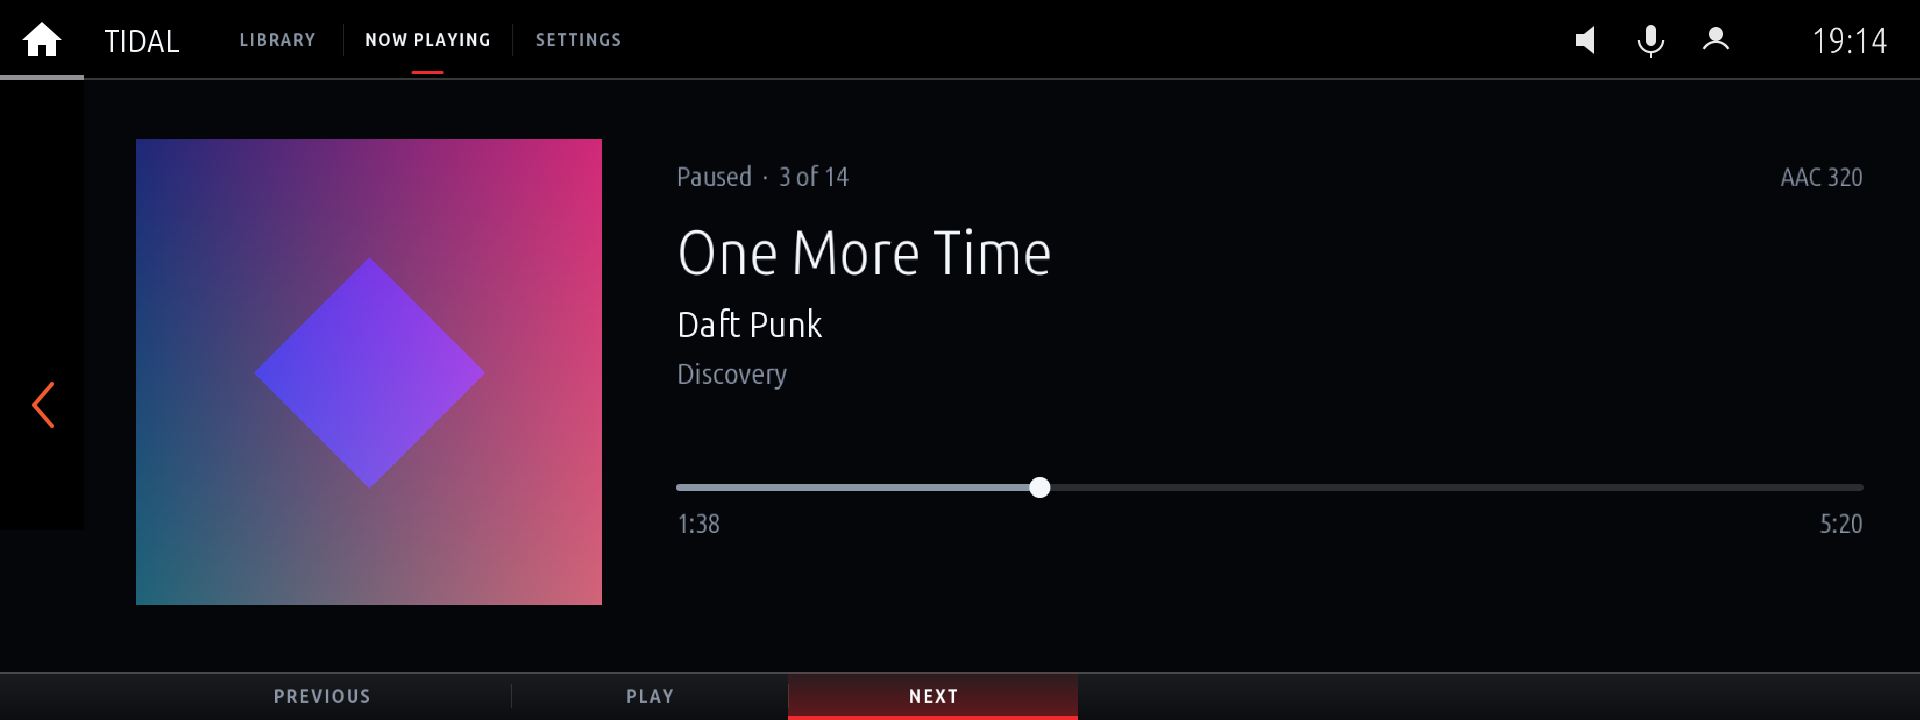 TIDAL LIBRARY NOW PLAYING SETTINGS 19:14
Paused · 3 of 14 AAC 320
One More Time
Daft Punk
Discovery
1:38 5:20
PREVIOUS PLAY NEXT